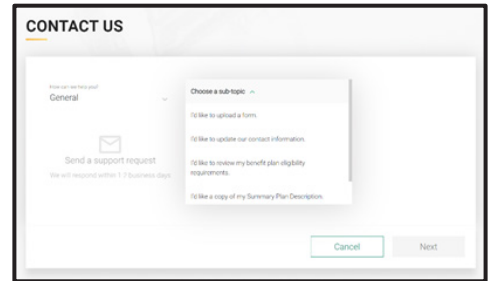 CONTACT US
How can we help you?
General
Choose a sub-topic
I'd like to upload a form.
I'd like to update our contact information.
I'd like to review my benefit plan eligibility
requirements.
I'd like a copy of my Summary Plan Description.
Send a support request
We will respond within 1-2 business days
Cancel
Next